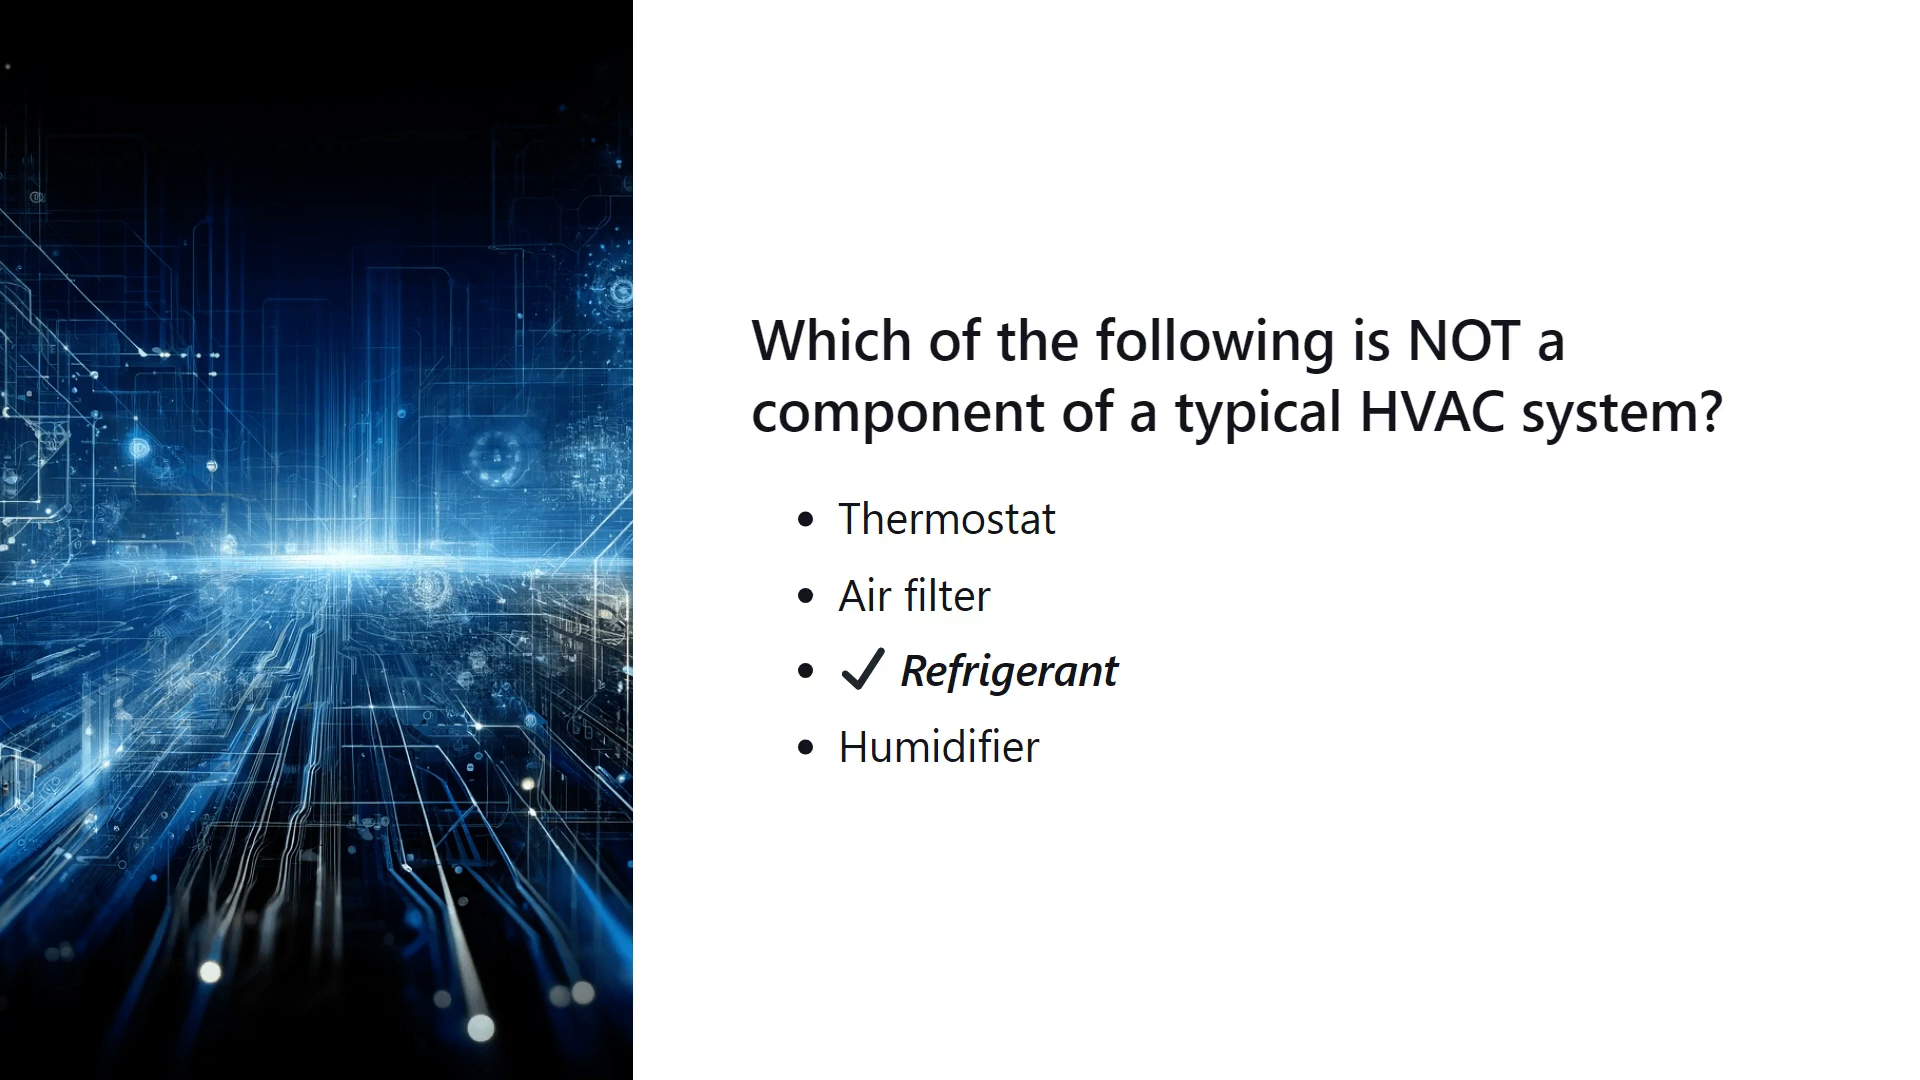 Which of the following is NOT a
component of a typical HVAC system?
• Thermostat
• Air filter
• ✔ Refrigerant
• Humidifier